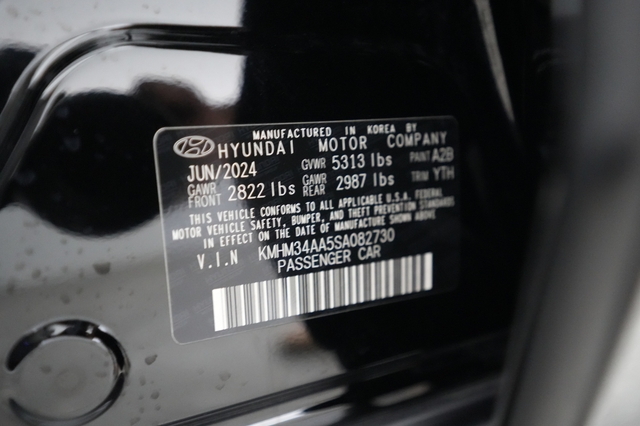 MANUFACTURED IN KOREA BY
HYUNDAI MOTOR COMPANY
JUN/2024 GVWR 5313 lbs PAINT A2B
GAWR FRONT 2822 lbs GAWR REAR 2987 lbs TRIM YTH
THIS VEHICLE CONFORMS TO ALL APPLICABLE U.S.A. FEDERAL
MOTOR VEHICLE SAFETY, BUMPER, AND THEFT PREVENTION STANDARDS
IN EFFECT ON THE DATE OF MANUFACTURE SHOWN ABOVE.
V.I.N KMHM34AA5SA082730
PASSENGER CAR